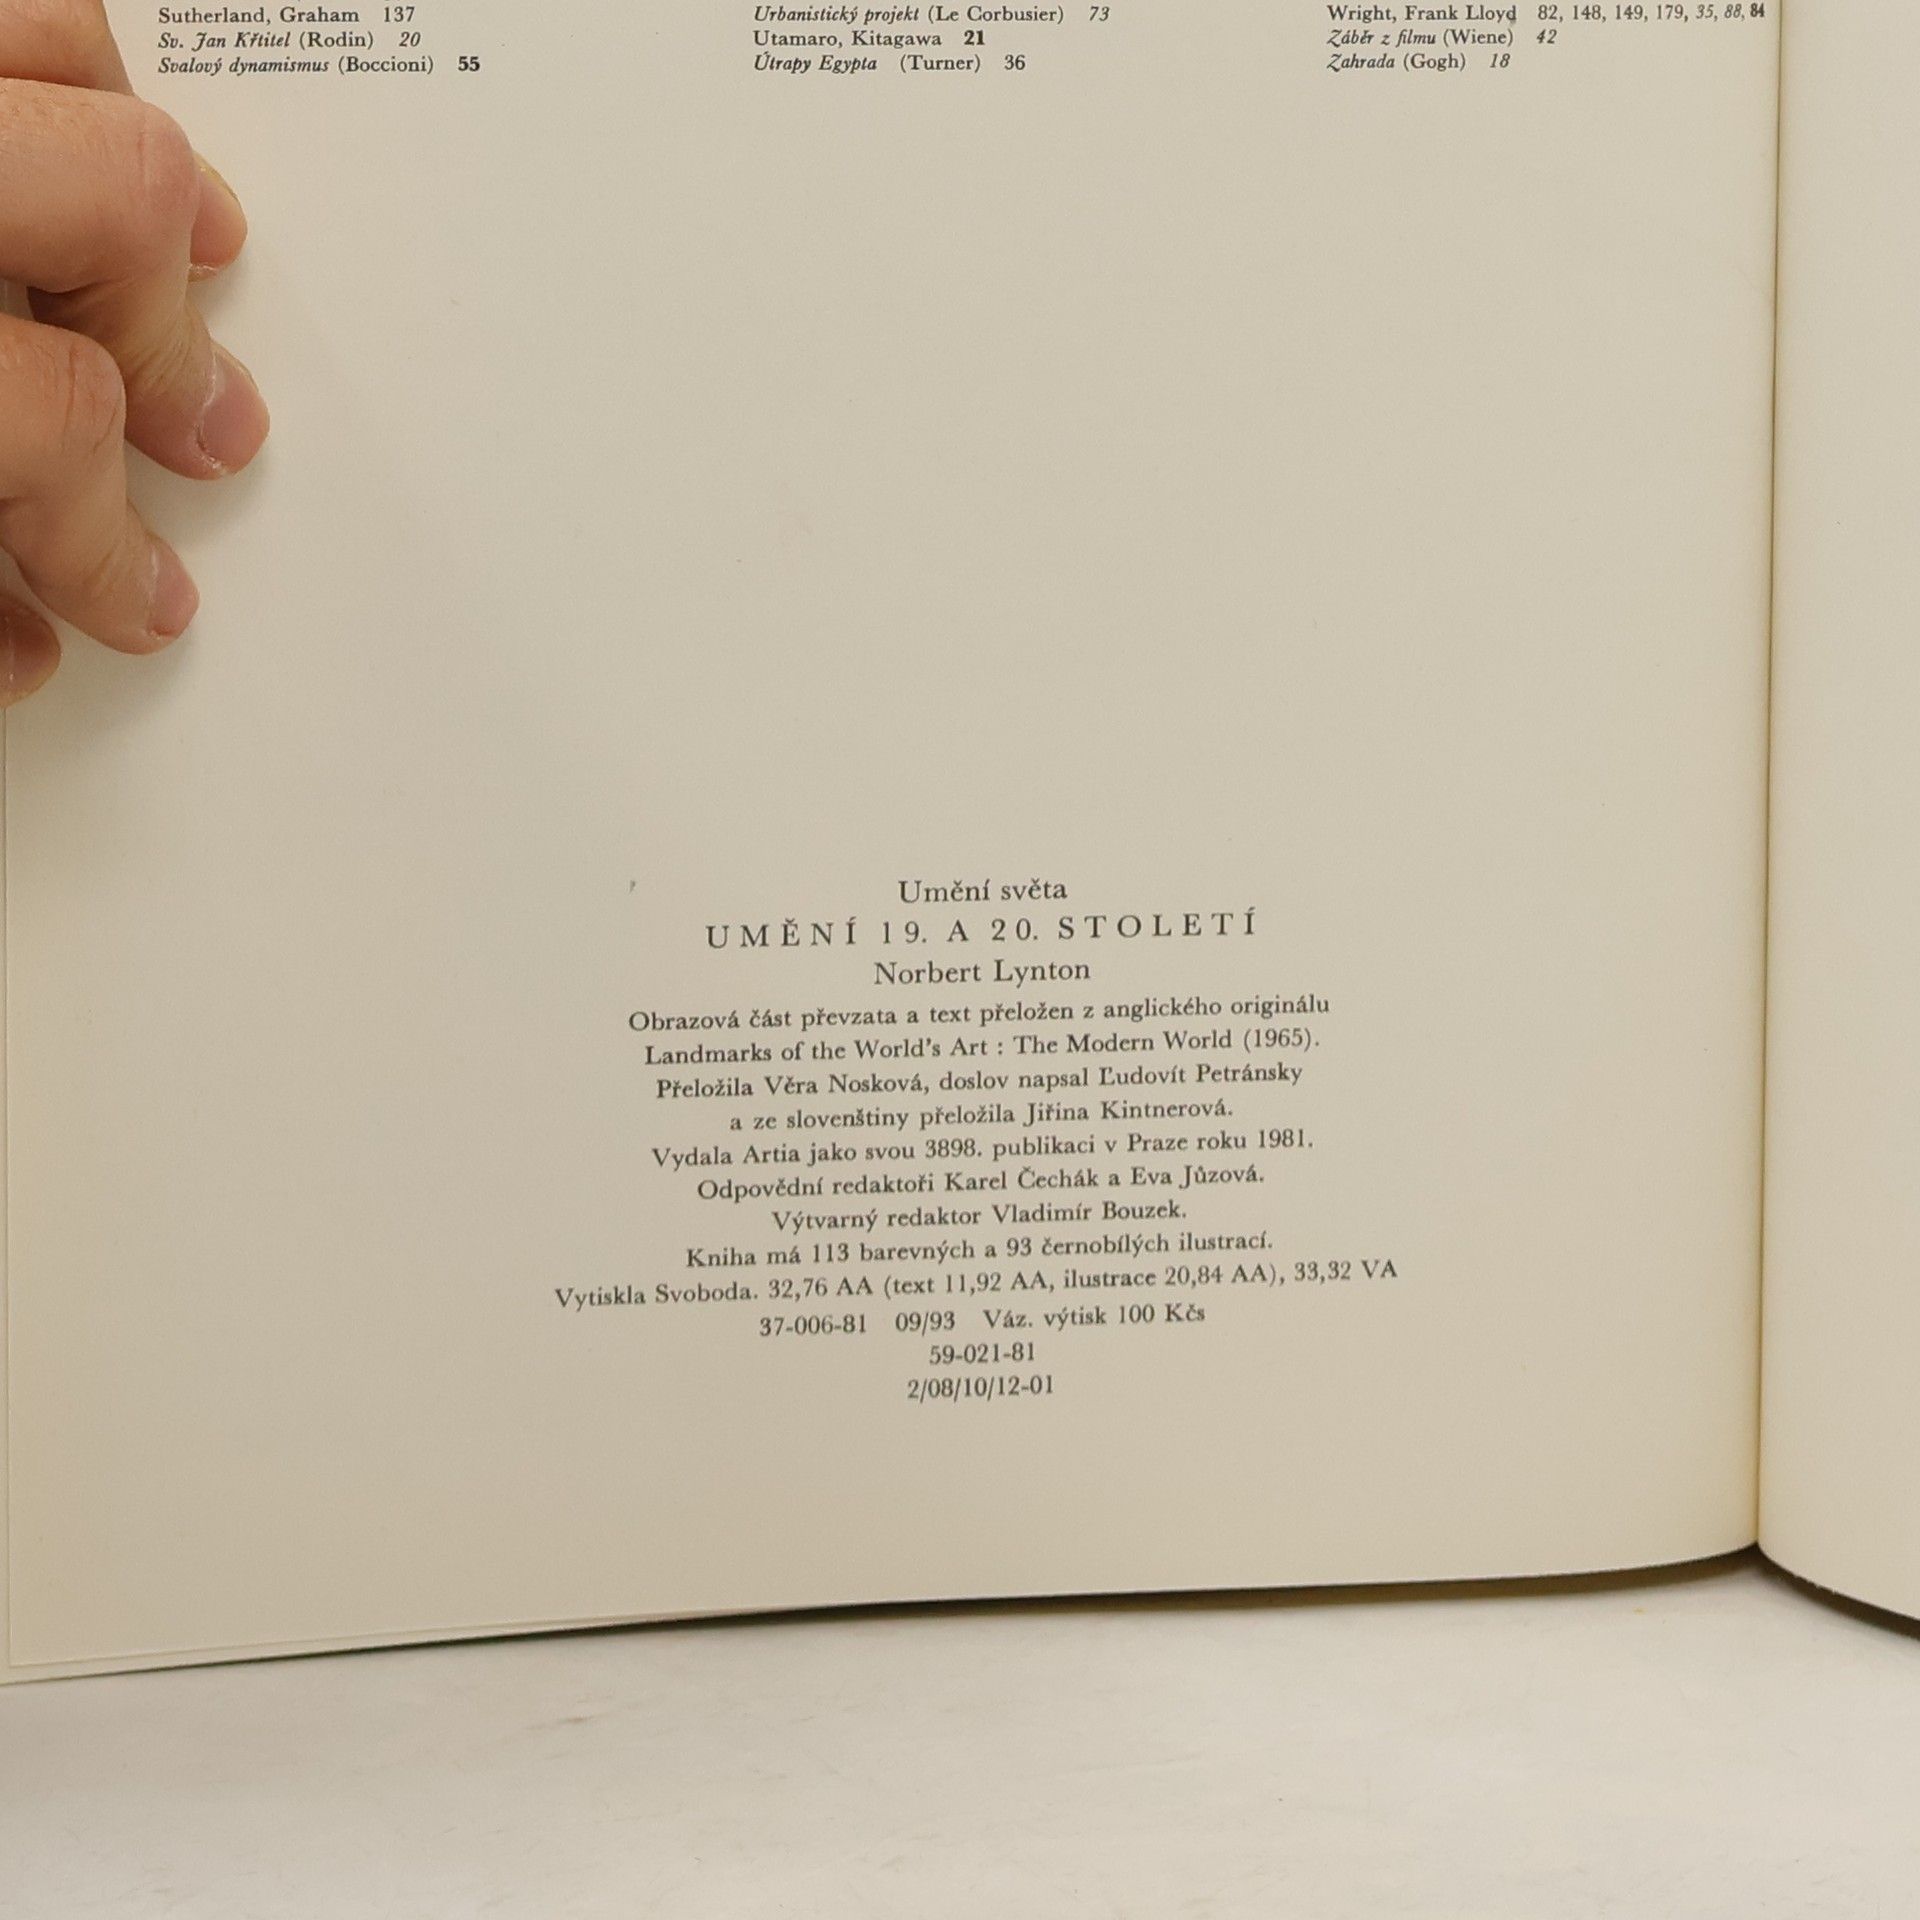 Sutherland, Graham 137
Sv. Jan Křtitel (Rodin) 20
Svalový dynamismus (Boccioni) 55
Urbanistický projekt (Le Corbusier) 73
Utamaro, Kitagawa 21
Útrapy Egypta (Turner) 36
Wright, Frank Lloyd 82, 148, 149, 179, 35, 88, 84
Záběr z filmu (Wiene) 42
Zahrada (Gogh) 18
Umění světa
UMĚNÍ 19. A 20. STOLETÍ
Norbert Lynton
Obrazová část převzata a text přeložen z anglického originálu
Landmarks of the World's Art : The Modern World (1965).
Přeložila Věra Nosková, doslov napsal Ľudovít Petránsky
a ze slovenštiny přeložila Jiřina Kintnerová.
Vydala Artia jako svou 3898. publikaci v Praze roku 1981.
Odpovědní redaktoři Karel Čechák a Eva Jůzová.
Výtvarný redaktor Vladimír Bouzek.
Kniha má 113 barevných a 93 černobílých ilustrací.
Vytiskla Svoboda. 32,76 AA (text 11,92 AA, ilustrace 20,84 AA), 33,32 VA
37-006-81 09/93 Váz. výtisk 100 Kčs
59-021-81
2/08/10/12-01